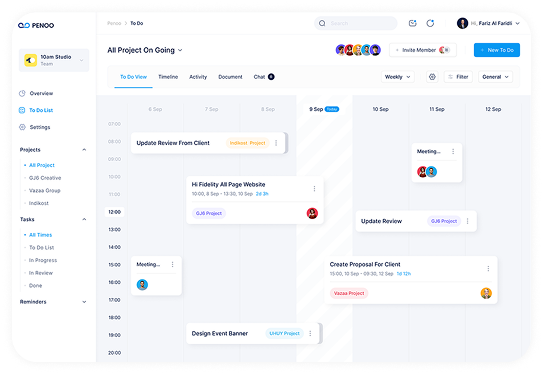 PENOO
Penoo
To Do
Search
Hi, Fariz Al Faridi
10am Studio
Team
All Project On Going
Invite Member
+ New To Do
To Do View
Timeline
Activity
Document
Chat
Weekly
Filter
General
Overview
To Do List
Settings
Projects
All Project
GJ6 Creative
Vazaa Group
Indikost
Tasks
All Times
To Do List
In Progress
In Review
Done
Reminders
6 Sep
7 Sep
8 Sep
9 Sep
Today
10 Sep
11 Sep
12 Sep
07:00
08:00
09:00
10:00
11:00
12:00
13:00
14:00
15:00
16:00
17:00
18:00
19:00
20:00
Update Review From Client
Indikost Project
Meeting...
Hi Fidelity All Page Website
10:00, 8 Sep - 13:30, 10 Sep 2d 3h
GJ6 Project
Update Review
GJ6 Project
Meeting...
Create Proposal For Client
15:00, 10 Sep - 09:30, 12 Sep 1d 12h
Vazaa Project
Design Event Banner
UHUY Project